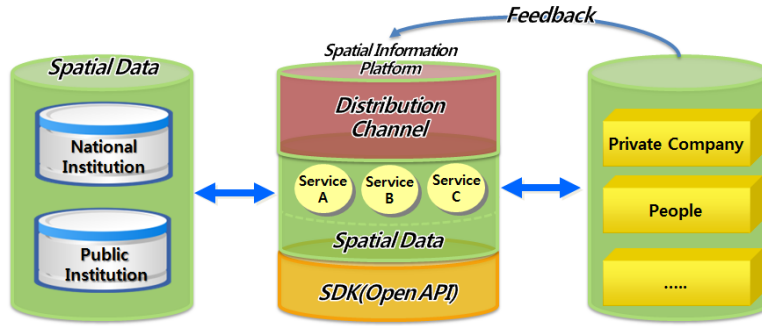 Feedback
Spatial Data
National
Institution
Public
Institution
Spatial Information
Platform
Distribution
Channel
Service
A
Service
B
Service
C
Spatial Data
SDK(Open API)
Private Company
People
.....